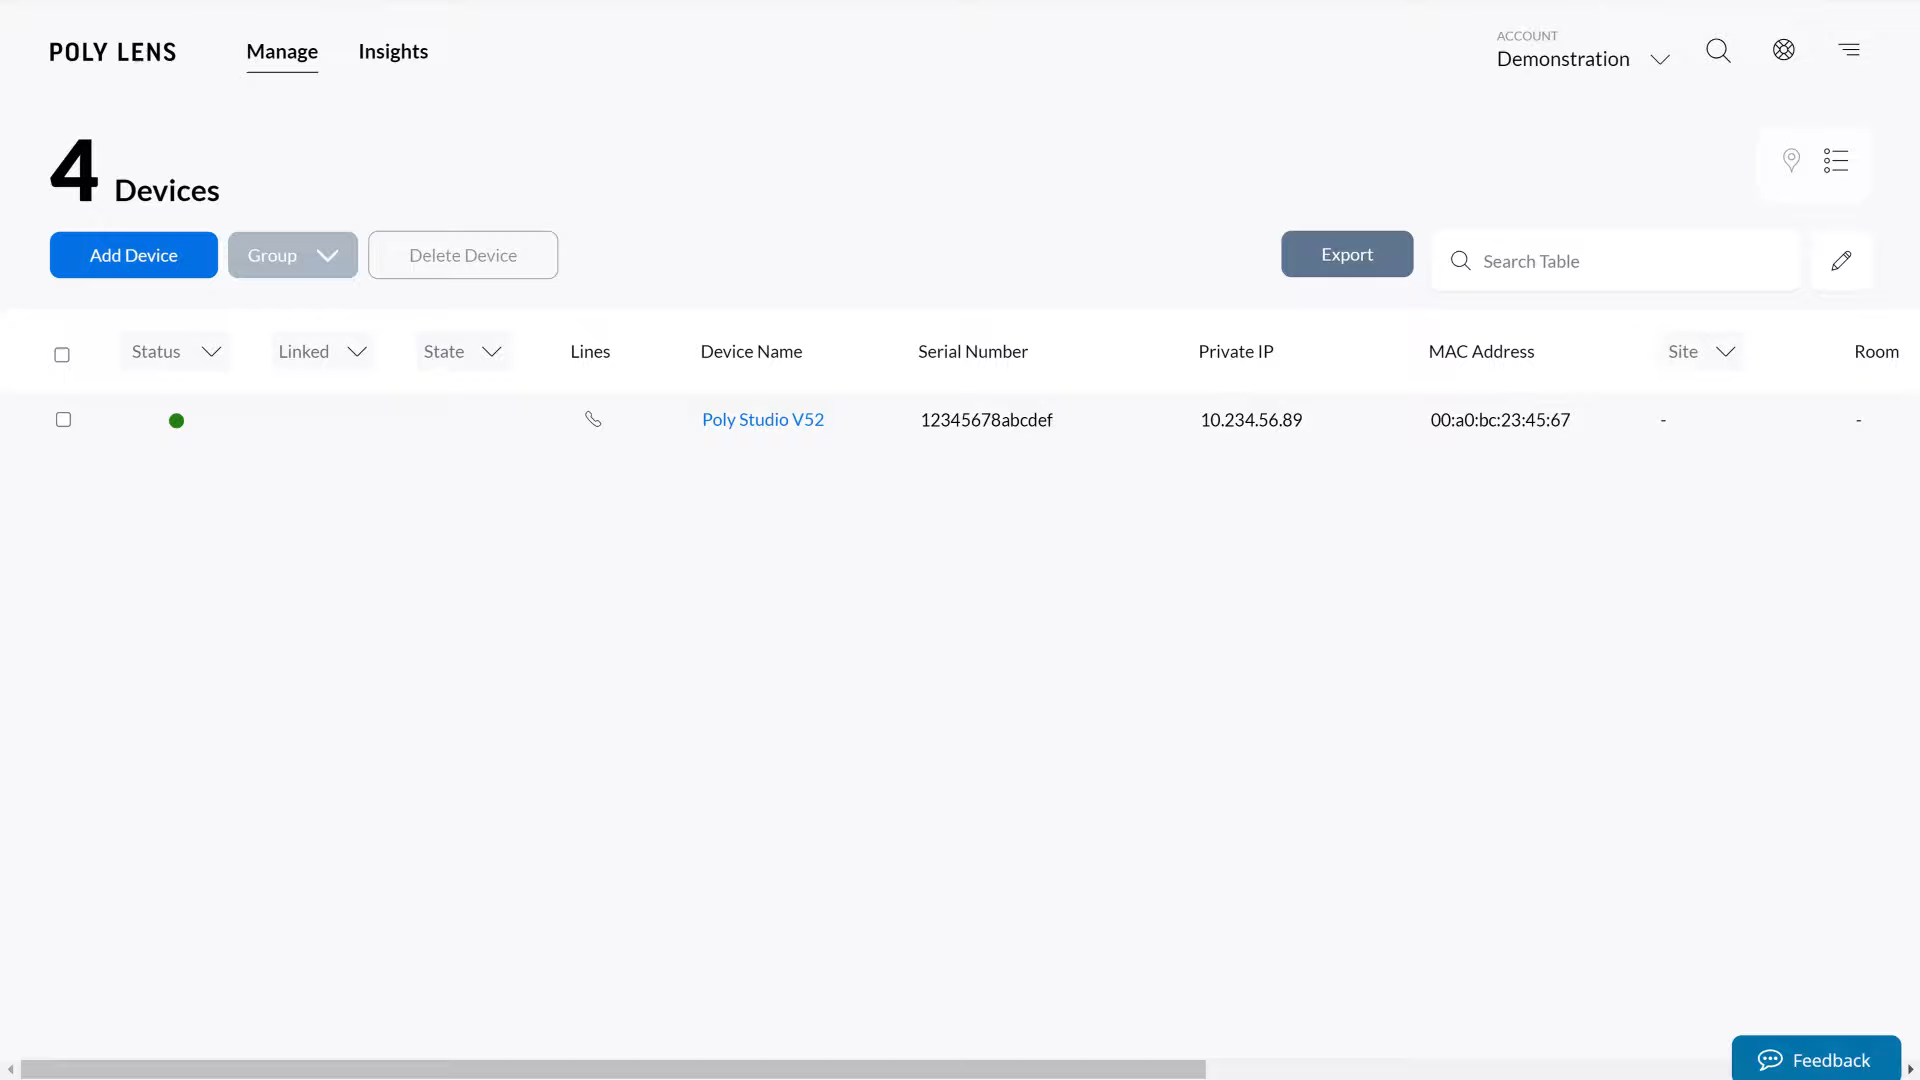 POLY LENS
Manage
Insights
ACCOUNT
Demonstration
4 Devices
Add Device
Group
Delete Device
Export
Search Table
Status
Linked
State
Lines
Device Name
Serial Number
Private IP
MAC Address
Site
Room
Poly Studio V52
12345678abcdef
10.234.56.89
00:a0:bc:23:45:67
-
-
Feedback